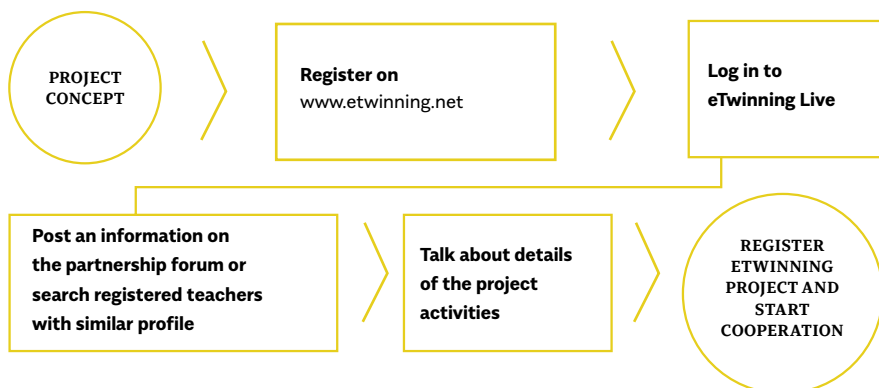 PROJECT
CONCEPT
Register on
www.etwinning.net
Log in to
eTwinning Live
Post an information on
the partnership forum or
search registered teachers
with similar profile
Talk about details
of the project
activities
REGISTER
ETWINNING
PROJECT AND
START
COOPERATION